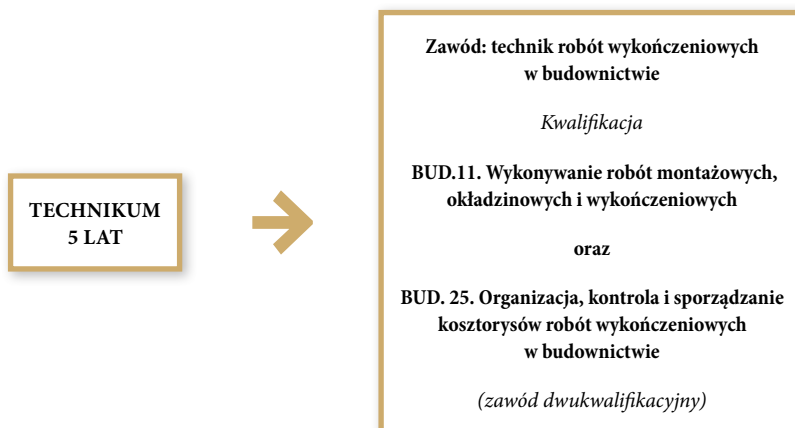 TECHNIKUM
5 LAT
Zawód: technik robót wykończeniowych
w budownictwie
Kwalifikacja
BUD.11. Wykonywanie robót montażowych,
okładzinowych i wykończeniowych
oraz
BUD. 25. Organizacja, kontrola i sporządzanie
kosztorysów robót wykończeniowych
w budownictwie
(zawód dwukwalifikacyjny)